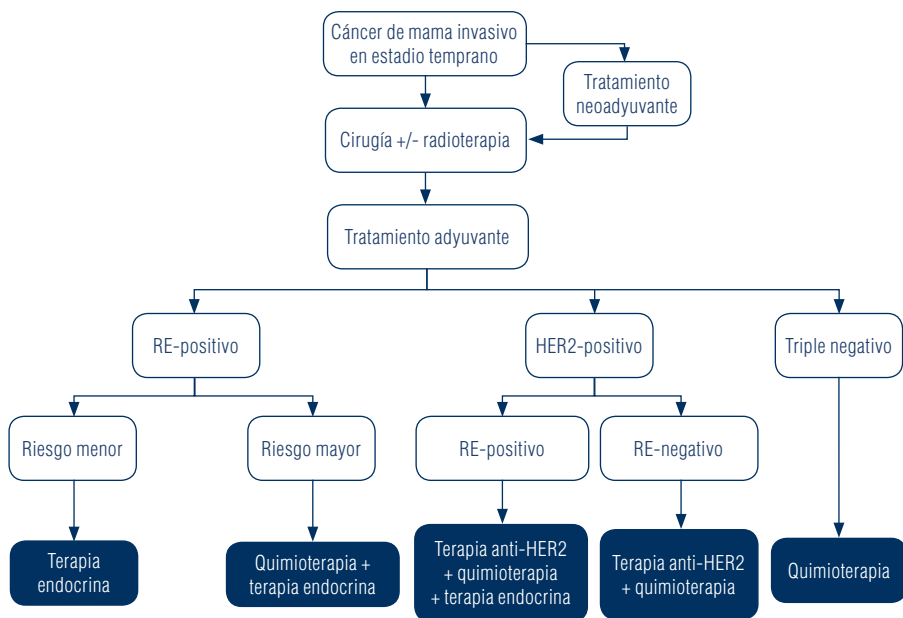 Cáncer de mama invasivo
en estadio temprano
Tratamiento
neoadyuvante
Cirugía +/- radioterapia
Tratamiento adyuvante
RE-positivo
HER2-positivo
Triple negativo
Riesgo menor
Riesgo mayor
RE-positivo
RE-negativo
Terapia
endocrina
Quimioterapia +
terapia endocrina
Terapia anti-HER2
+ quimioterapia
+ terapia endocrina
Terapia anti-HER2
+ quimioterapia
Quimioterapia